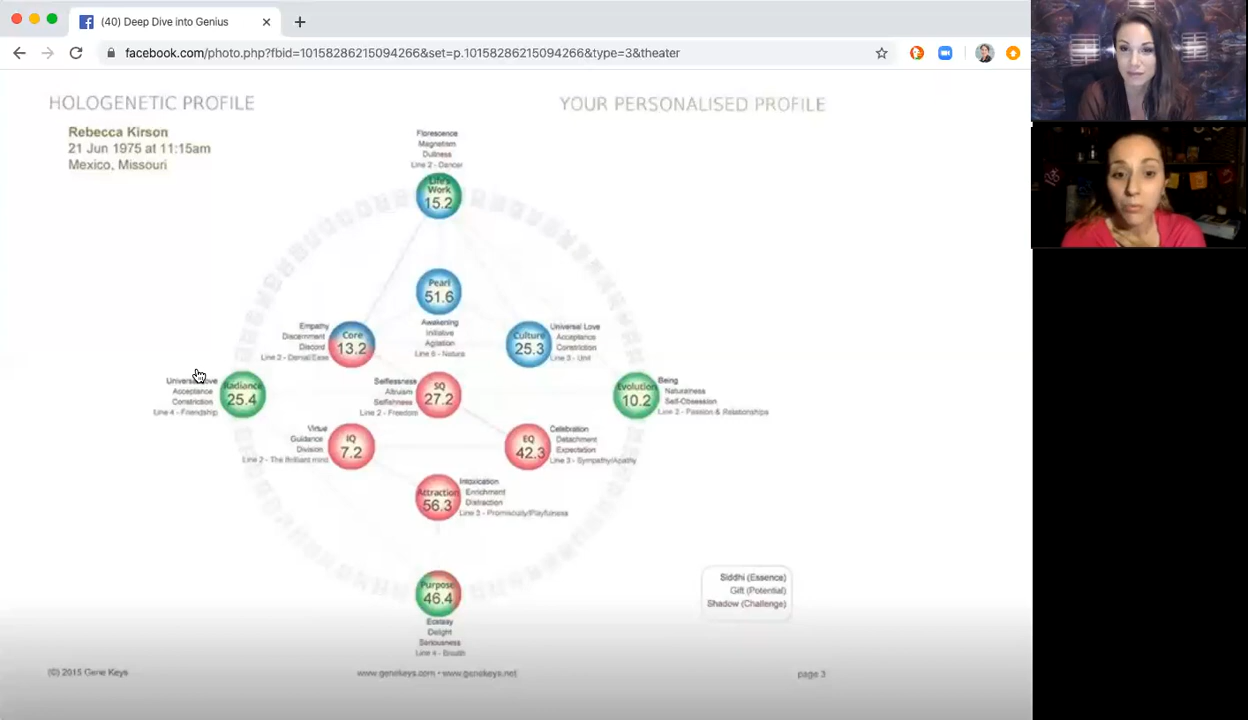 (40) Deep Dive into Genius
facebook.com/photo.php?fbid=10158286215094266&set=p.10158286215094266&type=3&theater
HOLOGENETIC PROFILE
YOUR PERSONALISED PROFILE
Rebecca Kirson
21 Jun 1975 at 11:15am
Mexico, Missouri
Florescence
Magnetism
Dullness
Line 2 - Dancer
Life's
Work
15.2
Pearl
51.6
Awakening
Initiative
Agitation
Line 6 - Nature
Empathy
Discernment
Discord
Line 2 - Denial/Ease
Core
13.2
Culture
25.3
Universal Love
Acceptance
Constriction
Line 3 - Unit
Universal Love
Acceptance
Constriction
Line 4 - Friendship
Radiance
25.4
Selflessness
Altruism
Selfishness
Line 2 - Freedom
SQ
27.2
Evolution
10.2
Being
Naturalness
Self-Obsession
Line 2 - Passion & Relationships
Virtue
Guidance
Division
Line 2 - The Brilliant mind
IQ
7.2
EQ
42.3
Celebration
Detachment
Expectation
Line 3 - Sympathy/Apathy
Attraction
56.3
Intoxication
Enrichment
Distraction
Line 3 - Promiscuity/Playfulness
Purpose
46.4
Ecstasy
Delight
Seriousness
Line 4 - Breath
Siddhi (Essence)
Gift (Potential)
Shadow (Challenge)
(C) 2015 Gene Keys
www.genekeys.com • www.genekeys.net
page 3